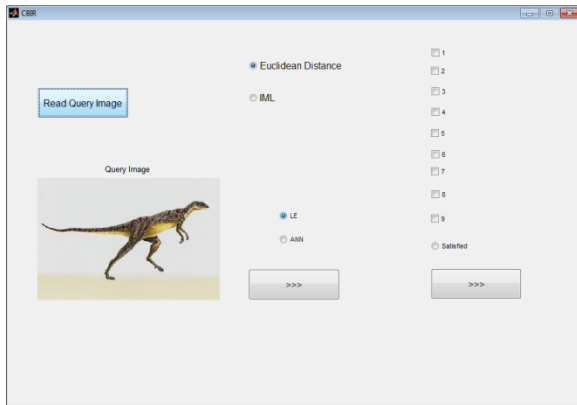 CBIR
Read Query Image
Query Image
Euclidean Distance
IML
LE
ANN
>>>
1
2
3
4
5
6
7
8
9
Satisfied
>>>